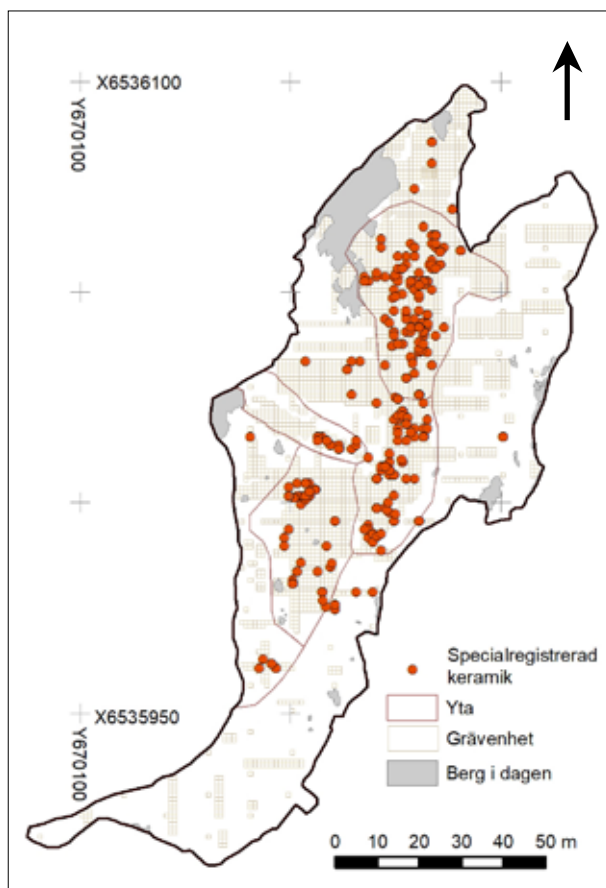 X6536100
Y670100
Specialregistrerad
keramik
Yta
Grävenhet
Berg i dagen
X6535950
Y670100
0 10 20 30 40 50 m